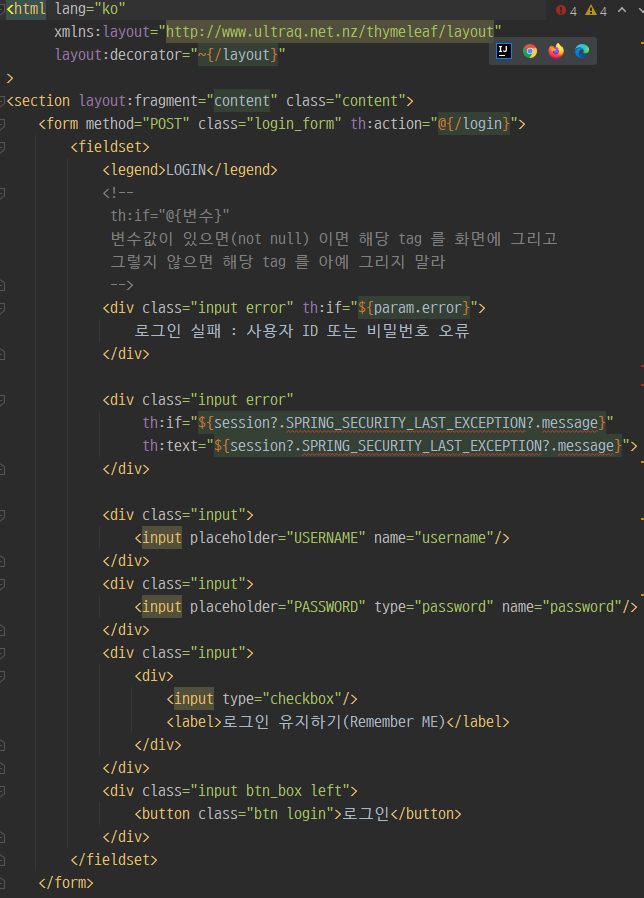 <html lang="ko"
4 4
xmlns:layout="http://www.ultraq.net.nz/thymeleaf/layout"
layout:decorator="~{/layout}"
>
<section layout:fragment="content" class="content">
<form method="POST" class="login_form" th:action="@{/login}">
<fieldset>
<legend>LOGIN</legend>
<!--
th:if="@{변수}"
변수값이 있으면(not null) 이면 해당 tag 를 화면에 그리고
그렇지 않으면 해당 tag 를 아예 그리지 말라
-->
<div class="input error" th:if="${param.error}">
로그인 실패 : 사용자 ID 또는 비밀번호 오류
</div>
<div class="input error"
th:if="${session?.SPRING_SECURITY_LAST_EXCEPTION?.message}"
th:text="${session?.SPRING_SECURITY_LAST_EXCEPTION?.message}">
</div>
<div class="input">
<input placeholder="USERNAME" name="username"/>
</div>
<div class="input">
<input placeholder="PASSWORD" type="password" name="password"/>
</div>
<div class="input">
<div>
<input type="checkbox"/>
<label>로그인 유지하기(Remember ME)</label>
</div>
</div>
<div class="input btn_box left">
<button class="btn login">로그인</button>
</div>
</fieldset>
</form>